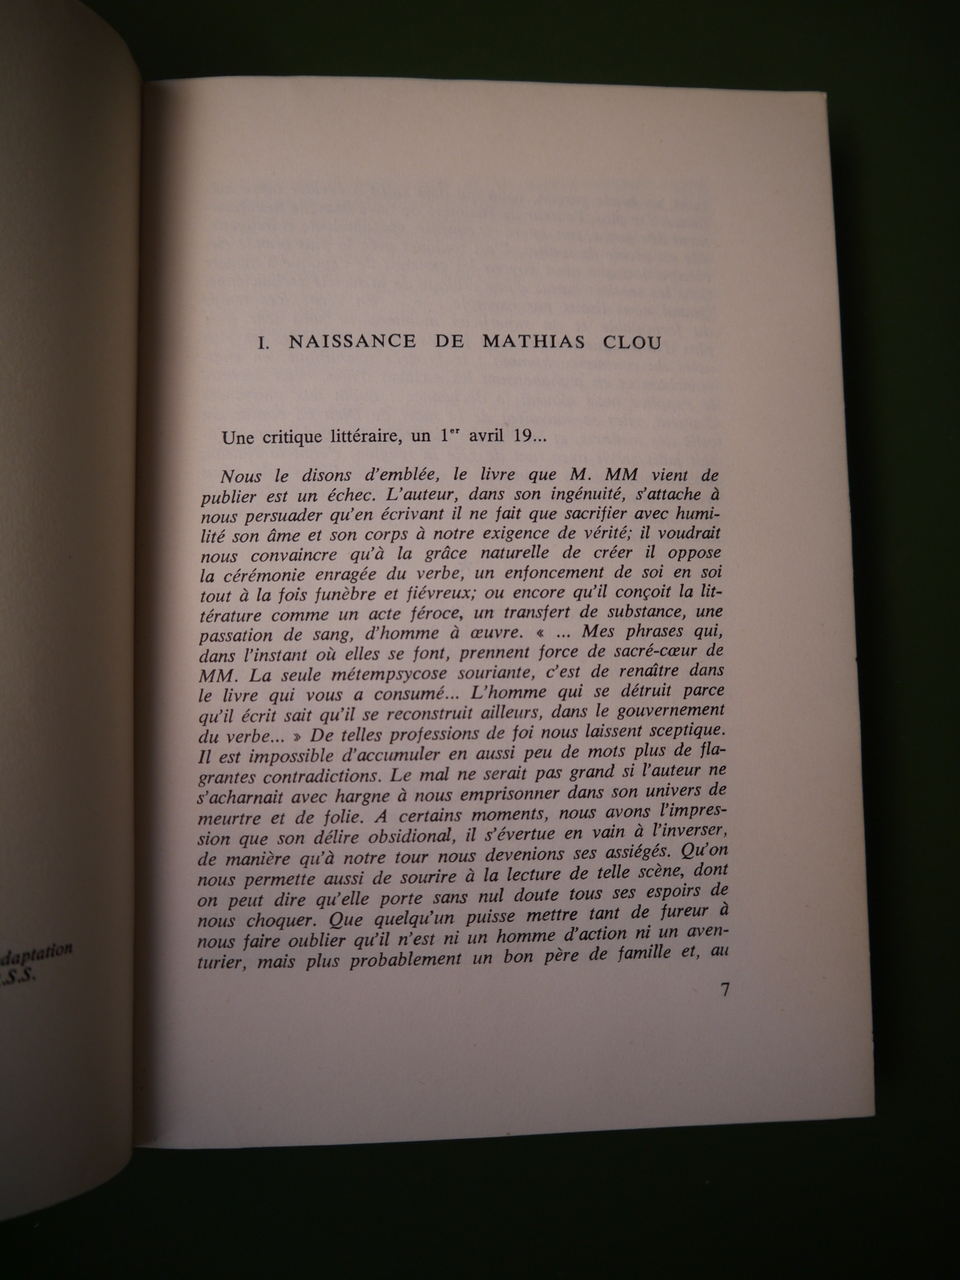 daptation
.S.S.
I. NAISSANCE DE MATHIAS CLOU
Une critique littéraire, un 1er avril 19...
Nous le disons d'emblée, le livre que M. MM vient de
publier est un échec. L'auteur, dans son ingénuité, s'attache à
nous persuader qu'en écrivant il ne fait que sacrifier avec humi-
lité son âme et son corps à notre exigence de vérité; il voudrait
nous convaincre qu'à la grâce naturelle de créer il oppose
la cérémonie enragée du verbe, un enfoncement de soi en soi
tout à la fois funèbre et fiévreux; ou encore qu'il conçoit la lit-
térature comme un acte féroce, un transfert de substance, une
passation de sang, d'homme à œuvre. « ... Mes phrases qui,
dans l'instant où elles se font, prennent force de sacré-cœur de
MM. La seule métempsycose souriante, c'est de renaître dans
le livre qui vous a consumé... L'homme qui se détruit parce
qu'il écrit sait qu'il se reconstruit ailleurs, dans le gouvernement
du verbe... » De telles professions de foi nous laissent sceptique.
Il est impossible d'accumuler en aussi peu de mots plus de fla-
grantes contradictions. Le mal ne serait pas grand si l'auteur ne
s'acharnait avec hargne à nous emprisonner dans son univers de
meurtre et de folie. A certains moments, nous avons l'impres-
sion que son délire obsidional, il s'évertue en vain à l'inverser,
de manière qu'à notre tour nous devenions ses assiégés. Qu'on
nous permette aussi de sourire à la lecture de telle scène, dont
on peut dire qu'elle porte sans nul doute tous ses espoirs de
nous choquer. Que quelqu'un puisse mettre tant de fureur à
nous faire oublier qu'il n'est ni un homme d'action ni un aven-
turier, mais plus probablement un bon père de famille et, au
7